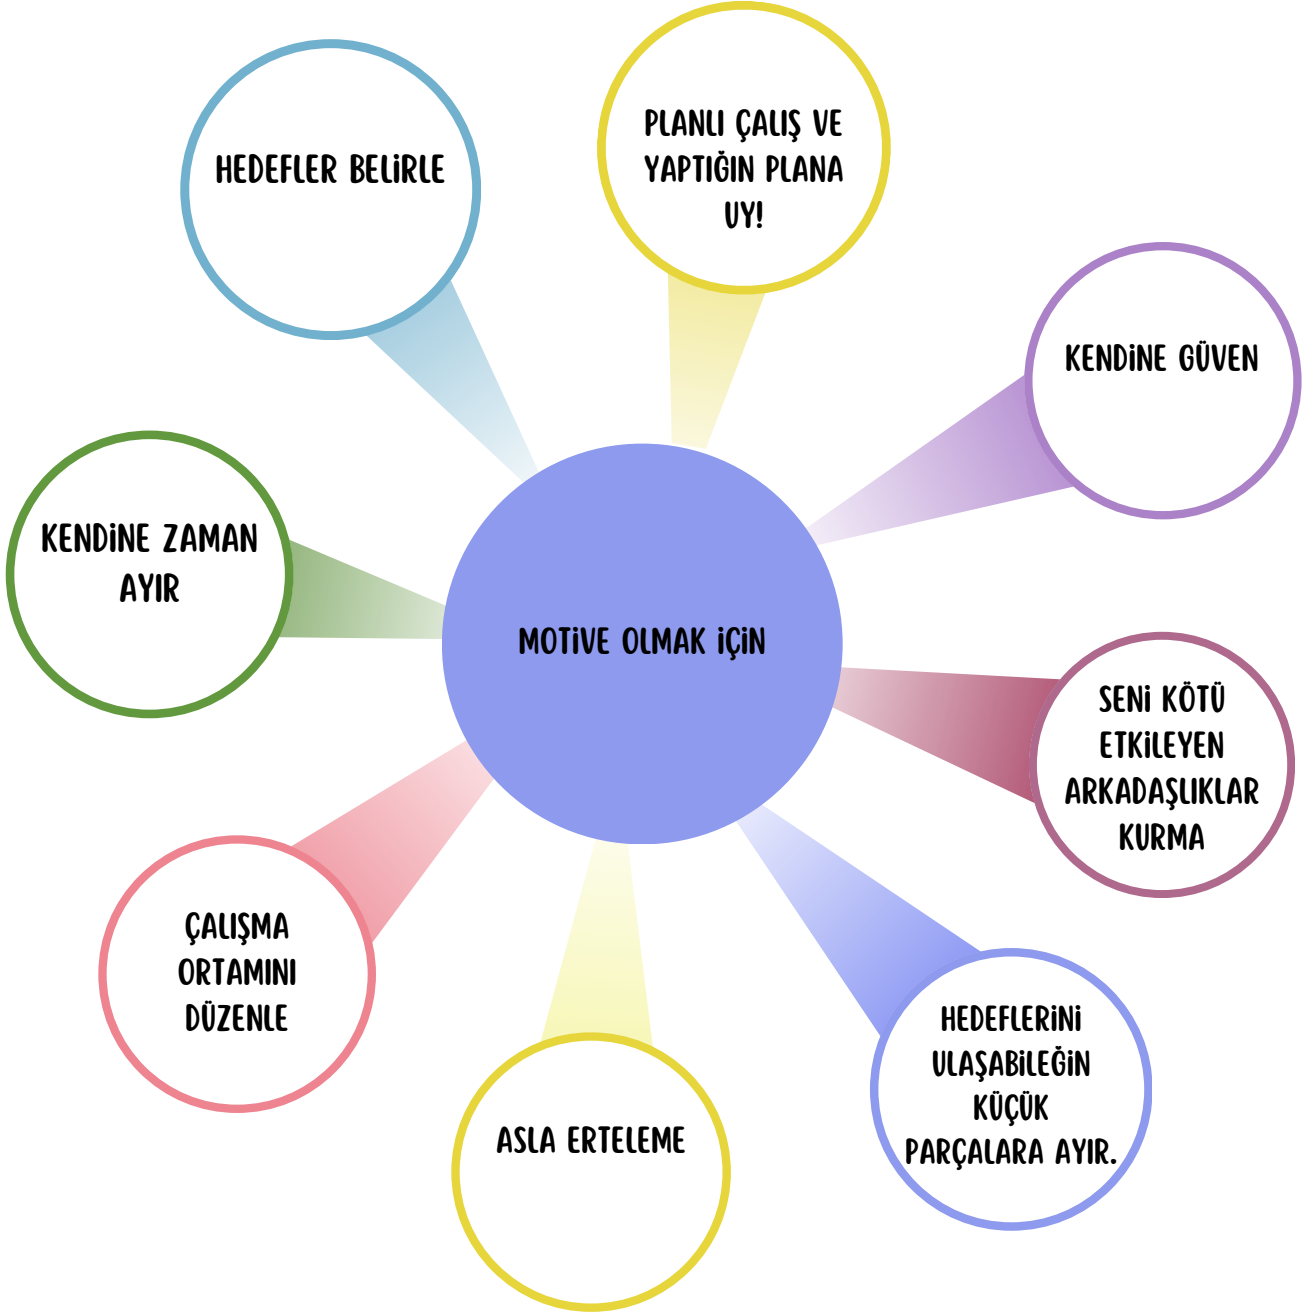 HEDEFLER BELİRLE
PLANLI ÇALIŞ VE
YAPTIĞIN PLANA
UY!
KENDİNE GÜVEN
SENİ KÖTÜ
ETKİLEYEN
ARKADAŞLIKLAR
KURMA
HEDEFLERİNİ
ULAŞABİLEĞİN
KÜÇÜK
PARÇALARA AYIR.
ASLA ERTELEME
ÇALIŞMA
ORTAMINI
DÜZENLE
KENDİNE ZAMAN
AYIR
MOTİVE OLMAK İÇİN